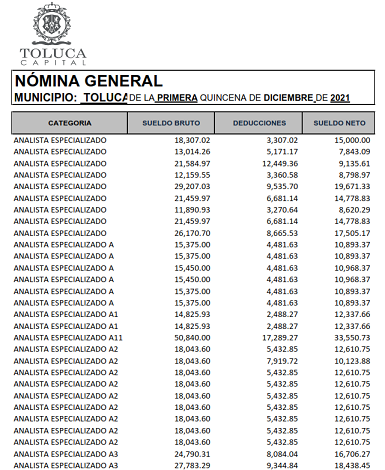 TOLUCA
CAPITAL
NÓMINA GENERAL
MUNICIPIO: TOLUCA DE LA PRIMERA QUINCENA DE DICIEMBRE DE 2021
CATEGORIA SUELDO BRUTO DEDUCCIONES SUELDO NETO
ANALISTA ESPECIALIZADO 18,307.02 3,307.02 15,000.00
ANALISTA ESPECIALIZADO 13,014.26 5,171.17 7,843.09
ANALISTA ESPECIALIZADO 21,584.97 12,449.36 9,135.61
ANALISTA ESPECIALIZADO 12,159.55 3,360.58 8,798.97
ANALISTA ESPECIALIZADO 29,207.03 9,535.70 19,671.33
ANALISTA ESPECIALIZADO 21,459.97 6,681.14 14,778.83
ANALISTA ESPECIALIZADO 11,890.93 3,270.64 8,620.29
ANALISTA ESPECIALIZADO 21,459.97 6,681.14 14,778.83
ANALISTA ESPECIALIZADO 26,170.70 8,665.53 17,505.17
ANALISTA ESPECIALIZADO A 15,375.00 4,481.63 10,893.37
ANALISTA ESPECIALIZADO A 15,375.00 4,481.63 10,893.37
ANALISTA ESPECIALIZADO A 15,450.00 4,481.63 10,968.37
ANALISTA ESPECIALIZADO A 15,450.00 4,481.63 10,968.37
ANALISTA ESPECIALIZADO A 15,375.00 4,481.63 10,893.37
ANALISTA ESPECIALIZADO A 15,375.00 4,481.63 10,893.37
ANALISTA ESPECIALIZADO A1 14,825.93 2,488.27 12,337.66
ANALISTA ESPECIALIZADO A1 14,825.93 2,488.27 12,337.66
ANALISTA ESPECIALIZADO A11 50,840.00 17,289.27 33,550.73
ANALISTA ESPECIALIZADO A2 18,043.60 5,432.85 12,610.75
ANALISTA ESPECIALIZADO A2 18,043.60 7,919.72 10,123.88
ANALISTA ESPECIALIZADO A2 18,043.60 5,432.85 12,610.75
ANALISTA ESPECIALIZADO A2 18,043.60 5,432.85 12,610.75
ANALISTA ESPECIALIZADO A2 18,043.60 5,432.85 12,610.75
ANALISTA ESPECIALIZADO A2 18,043.60 5,432.85 12,610.75
ANALISTA ESPECIALIZADO A2 18,043.60 5,432.85 12,610.75
ANALISTA ESPECIALIZADO A2 18,043.60 5,432.85 12,610.75
ANALISTA ESPECIALIZADO A2 18,043.60 5,432.85 12,610.75
ANALISTA ESPECIALIZADO A3 24,790.31 8,084.04 16,706.27
ANALISTA ESPECIALIZADO A3 27,783.29 9,344.84 18,438.45